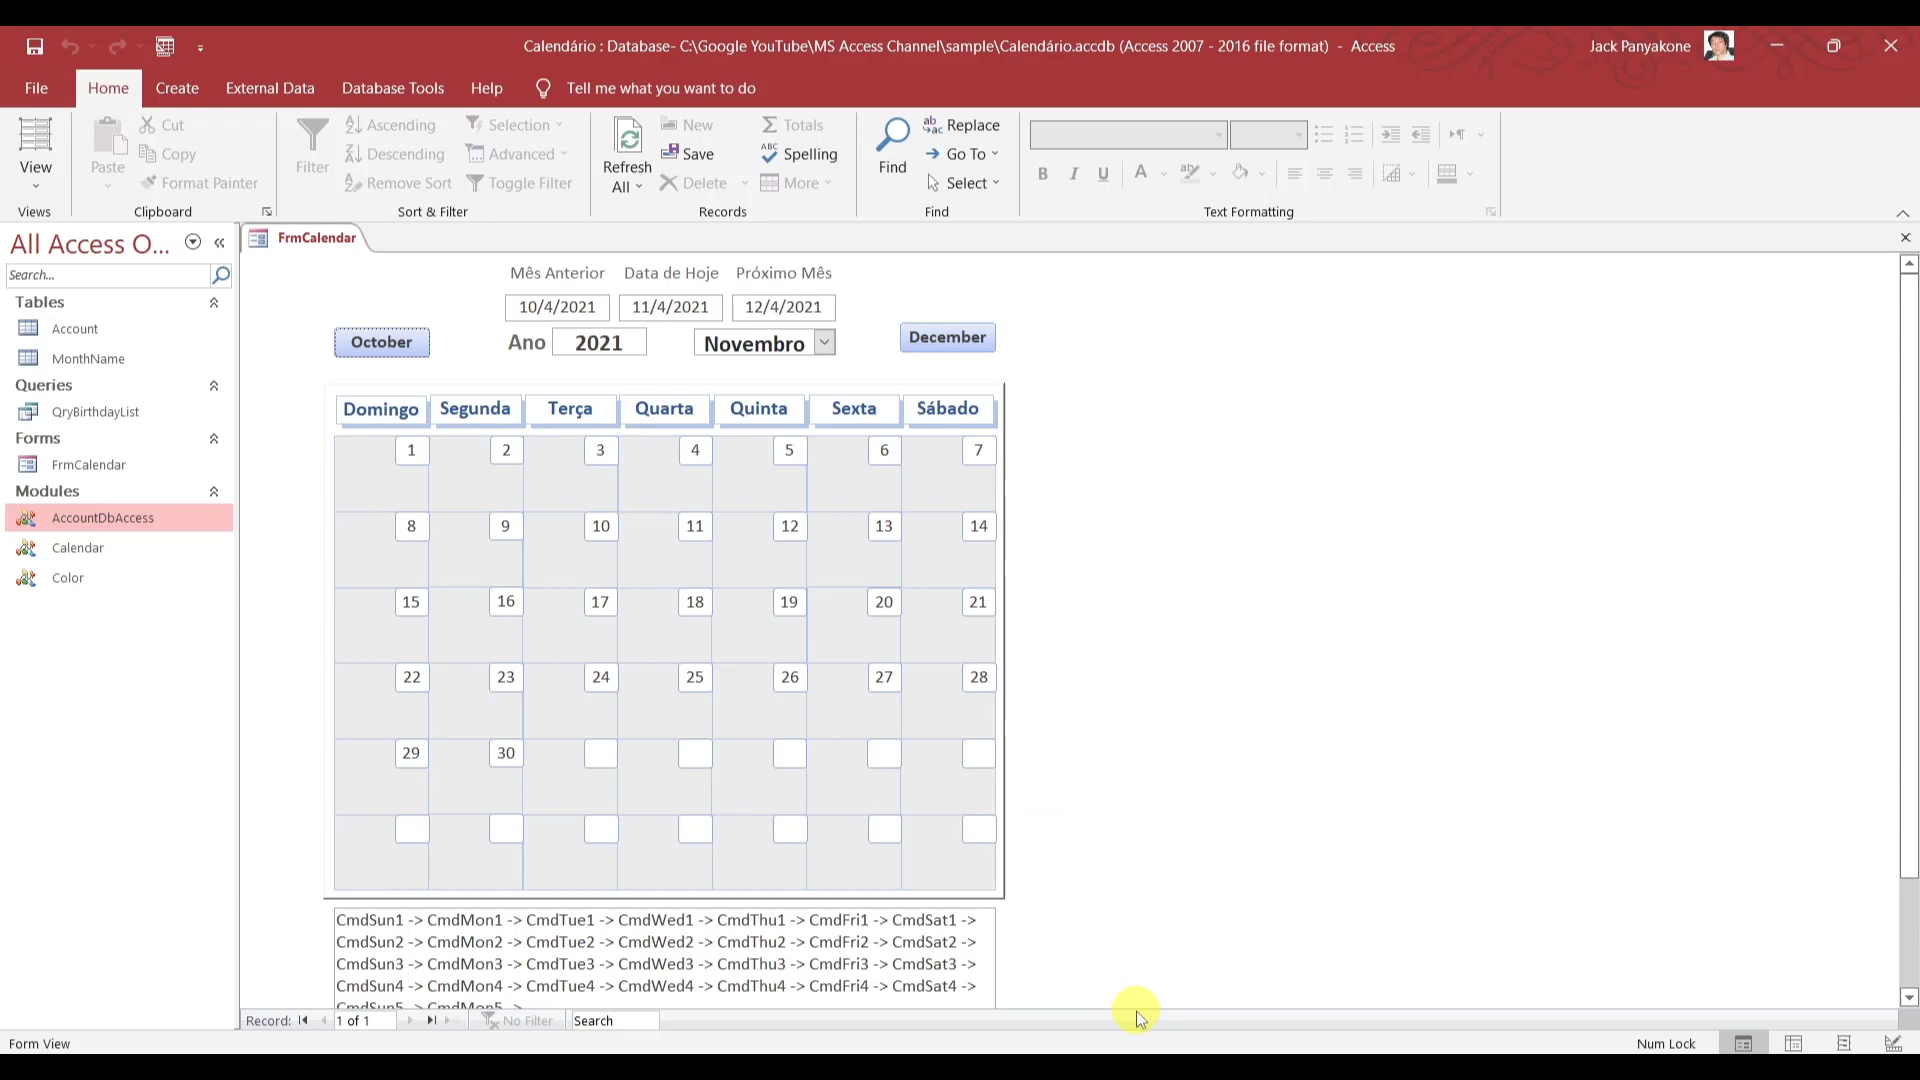 Calendário : Database- C:\Google YouTube\MS Access Channel\sample\Calendário.accdb (Access 2007 - 2016 file format) - Access
Jack Panyakone
File Home Create External Data Database Tools Help Tell me what you want to do
View
Views
Paste
Cut
Copy
Format Painter
Clipboard
Filter
Ascending
Descending
Remove Sort
Selection
Advanced
Toggle Filter
Sort & Filter
Refresh
All
New
Save
Delete
Totals
Spelling
More
Records
Find
Replace
Go To
Select
Find
Text Formatting
All Access O...
Search...
Tables
Account
MonthName
Queries
QryBirthdayList
Forms
FrmCalendar
Modules
AccountDbAccess
Calendar
Color
FrmCalendar
Mês Anterior Data de Hoje Próximo Mês
10/4/2021 11/4/2021 12/4/2021
October Ano 2021 Novembro December
Domingo Segunda Terça Quarta Quinta Sexta Sábado
1 2 3 4 5 6 7
8 9 10 11 12 13 14
15 16 17 18 19 20 21
22 23 24 25 26 27 28
29 30
CmdSun1 -> CmdMon1 -> CmdTue1 -> CmdWed1 -> CmdThu1 -> CmdFri1 -> CmdSat1 ->
CmdSun2 -> CmdMon2 -> CmdTue2 -> CmdWed2 -> CmdThu2 -> CmdFri2 -> CmdSat2 ->
CmdSun3 -> CmdMon3 -> CmdTue3 -> CmdWed3 -> CmdThu3 -> CmdFri3 -> CmdSat3 ->
CmdSun4 -> CmdMon4 -> CmdTue4 -> CmdWed4 -> CmdThu4 -> CmdFri4 -> CmdSat4 ->
CmdSun5 -> CmdMon5 ->
Record: 1 of 1 No Filter Search
Form View Num Lock